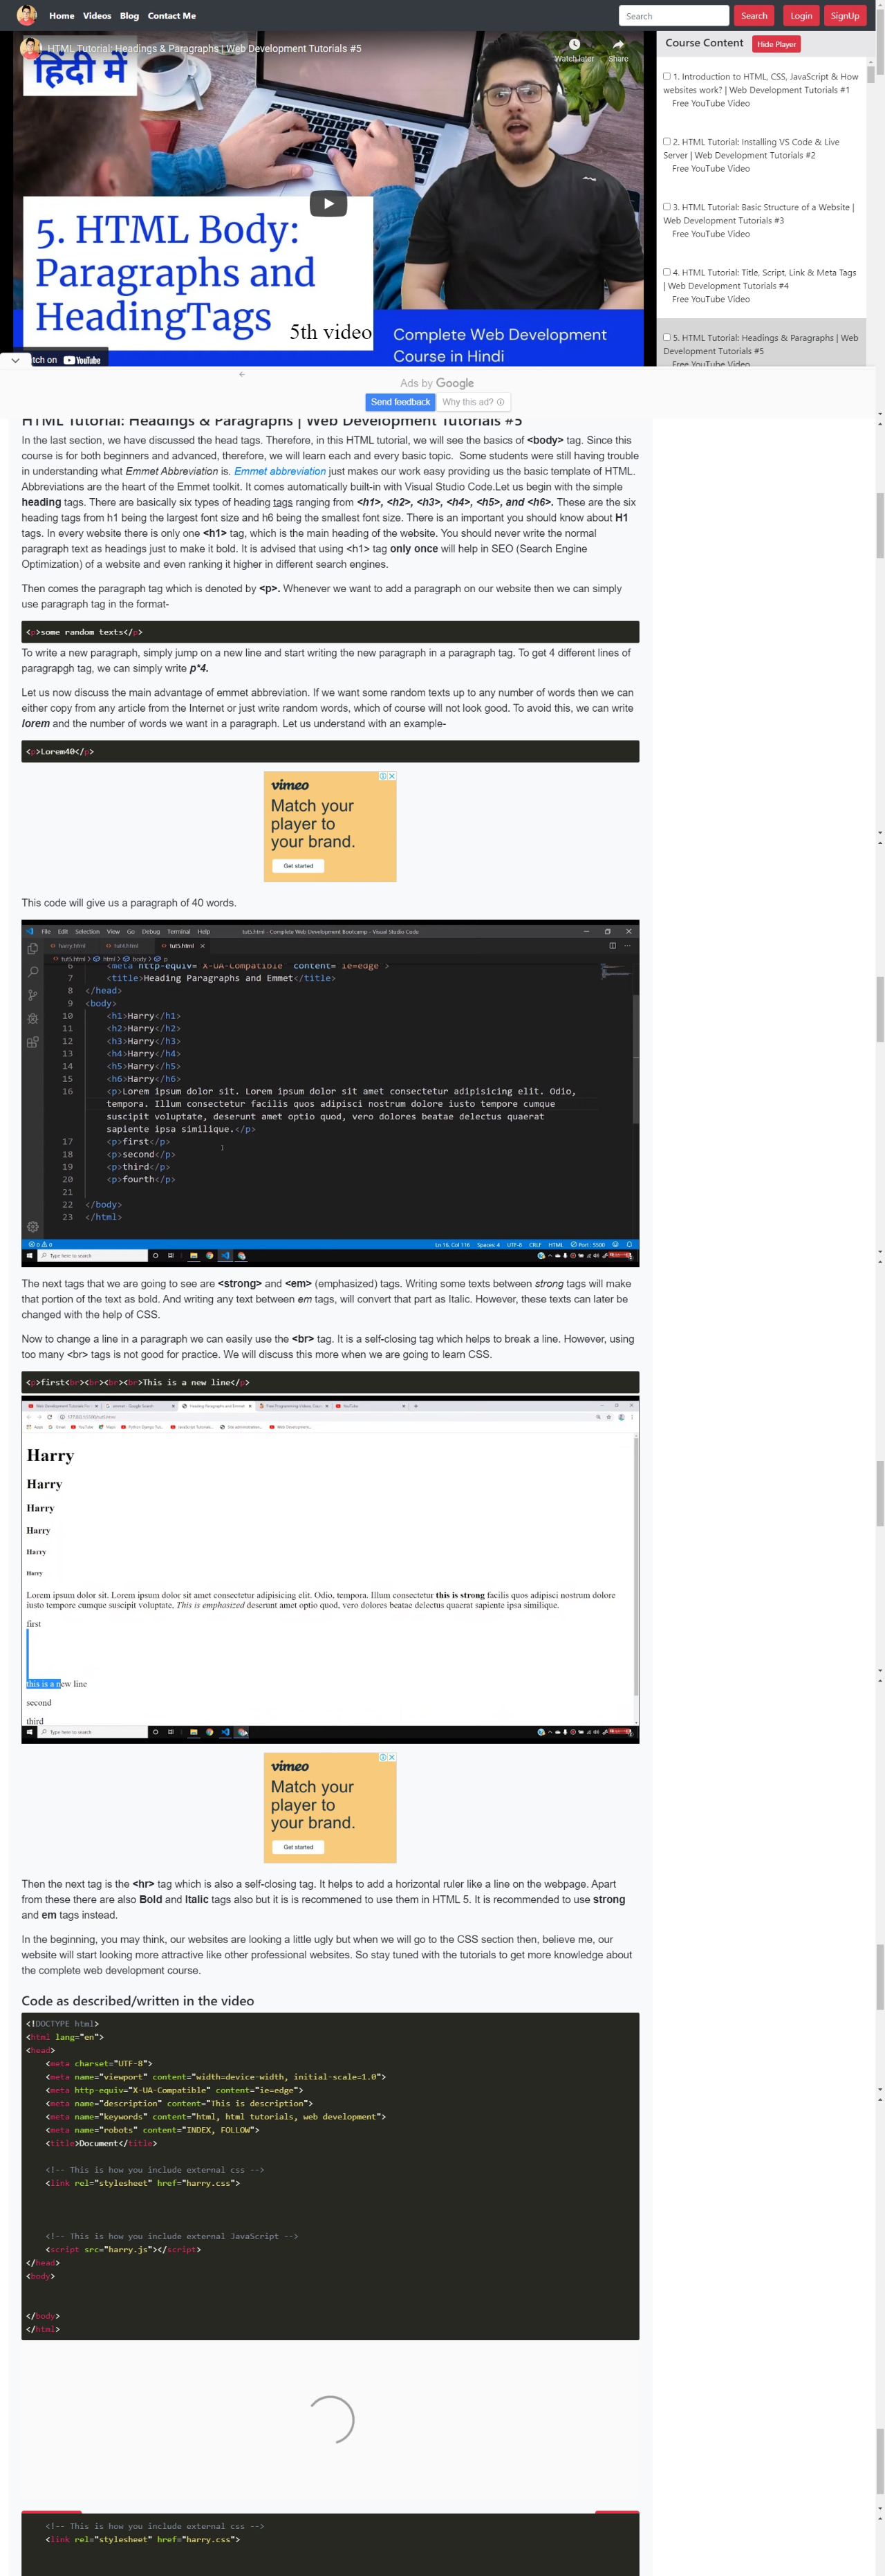 Home Videos Blog Contact Me
Search
Search
Login
SignUp
HTML Tutorial: Headings & Paragraphs | Web Development Tutorials #5
Watch later
Share
हिंदी में
5. HTML Body:
Paragraphs and
HeadingTags
5th video
Complete Web Development
Course in Hindi
tch on YouTube
Course Content
Hide Player
1. Introduction to HTML, CSS, JavaScript & How
websites work? | Web Development Tutorials #1
Free YouTube Video
2. HTML Tutorial: Installing VS Code & Live
Server | Web Development Tutorials #2
Free YouTube Video
3. HTML Tutorial: Basic Structure of a Website |
Web Development Tutorials #3
Free YouTube Video
4. HTML Tutorial: Title, Script, Link & Meta Tags
| Web Development Tutorials #4
Free YouTube Video
5. HTML Tutorial: Headings & Paragraphs | Web
Development Tutorials #5
Free YouTube Video
Ads by Google
Send feedback
Why this ad?
HTML Tutorial: Headings & Paragraphs | Web Development Tutorials #5
In the last section, we have discussed the head tags. Therefore, in this HTML tutorial, we will see the basics of <body> tag. Since this
course is for both beginners and advanced, therefore, we will learn each and every basic topic. Some students were still having trouble
in understanding what Emmet Abbreviation is. Emmet abbreviation just makes our work easy providing us the basic template of HTML.
Abbreviations are the heart of the Emmet toolkit. It comes automatically built-in with Visual Studio Code.Let us begin with the simple
heading tags. There are basically six types of heading tags ranging from <h1>, <h2>, <h3>, <h4>, <h5>, and <h6>. These are the six
heading tags from h1 being the largest font size and h6 being the smallest font size. There is an important you should know about H1
tags. In every website there is only one <h1> tag, which is the main heading of the website. You should never write the normal
paragraph text as headings just to make it bold. It is advised that using <h1> tag only once will help in SEO (Search Engine
Optimization) of a website and even ranking it higher in different search engines.
Then comes the paragraph tag which is denoted by <p>. Whenever we want to add a paragraph on our website then we can simply
use paragraph tag in the format-
<p>some random texts</p>
To write a new paragraph, simply jump on a new line and start writing the new paragraph in a paragraph tag. To get 4 different lines of
paragrapgh tag, we can simply write p*4.
Let us now discuss the main advantage of emmet abbreviation. If we want some random texts up to any number of words then we can
either copy from any article from the Internet or just write random words, which of course will not look good. To avoid this, we can write
lorem and the number of words we want in a paragraph. Let us understand with an example-
<p>Lorem40</p>
vimeo
Match your
player to
your brand.
Get started
This code will give us a paragraph of 40 words.
File Edit Selection View Go Debug Terminal Help
tut5.html - Complete Web Development Bootcamp - Visual Studio Code
harry.html tut4.html tut5.html
tut5.html > html > body > p
6 <meta http-equiv="X-UA-Compatible" content="ie=edge">
7 <title>Heading Paragraphs and Emmet</title>
8 </head>
9 <body>
10 <h1>Harry</h1>
11 <h2>Harry</h2>
12 <h3>Harry</h3>
13 <h4>Harry</h4>
14 <h5>Harry</h5>
15 <h6>Harry</h6>
16 <p>Lorem ipsum dolor sit. Lorem ipsum dolor sit amet consectetur adipisicing elit. Odio,
tempora. Illum consectetur facilis quos adipisci nostrum dolore iusto tempore cumque
suscipit voluptate, deserunt amet optio quod, vero dolores beatae delectus quaerat
sapiente ipsa similique.</p>
17 <p>first</p>
18 <p>second</p>
19 <p>third</p>
20 <p>fourth</p>
21
22 </body>
23 </html>
Ln 16, Col 116 Spaces: 4 UTF-8 CRLF HTML Port : 5500
Type here to search
The next tags that we are going to see are <strong> and <em> (emphasized) tags. Writing some texts between strong tags will make
that portion of the text as bold. And writing any text between em tags, will convert that part as Italic. However, these texts can later be
changed with the help of CSS.
Now to change a line in a paragraph we can easily use the <br> tag. It is a self-closing tag which helps to break a line. However, using
too many <br> tags is not good for practice. We will discuss this more when we are going to learn CSS.
<p>first<br><br><br><br>This is a new line</p>
Heading Paragraphs and Emmet
YouTube
Harry
Harry
Harry
Harry
Harry
Harry
Lorem ipsum dolor sit. Lorem ipsum dolor sit amet consectetur adipisicing elit. Odio, tempora. Illum consectetur this is strong facilis quos adipisci nostrum dolore
iusto tempore cumque suscipit voluptate, This is emphasized deserunt amet optio quod, vero dolores beatae delectus quaerat sapiente ipsa similique.
first
this is a new line
second
third
Type here to search
vimeo
Match your
player to
your brand.
Get started
Then the next tag is the <hr> tag which is also a self-closing tag. It helps to add a horizontal ruler like a line on the webpage. Apart
from these there are also Bold and Italic tags also but it is is recommened to use them in HTML 5. It is recommended to use strong
and em tags instead.
In the beginning, you may think, our websites are looking a little ugly but when we will go to the CSS section then, believe me, our
website will start looking more attractive like other professional websites. So stay tuned with the tutorials to get more knowledge about
the complete web development course.
Code as described/written in the video
<!DOCTYPE html>
<html lang="en">
<head>
<meta charset="UTF-8">
<meta name="viewport" content="width=device-width, initial-scale=1.0">
<meta http-equiv="X-UA-Compatible" content="ie=edge">
<meta name="description" content="This is description">
<meta name="keywords" content="html, html tutorials, web development">
<meta name="robots" content="INDEX, FOLLOW">
<title>Document</title>
<!-- This is how you include external css -->
<link rel="stylesheet" href="harry.css">
<!-- This is how you include external JavaScript -->
<script src="harry.js"></script>
</head>
<body>
</body>
</html>
<!-- This is how you include external css -->
<link rel="stylesheet" href="harry.css">